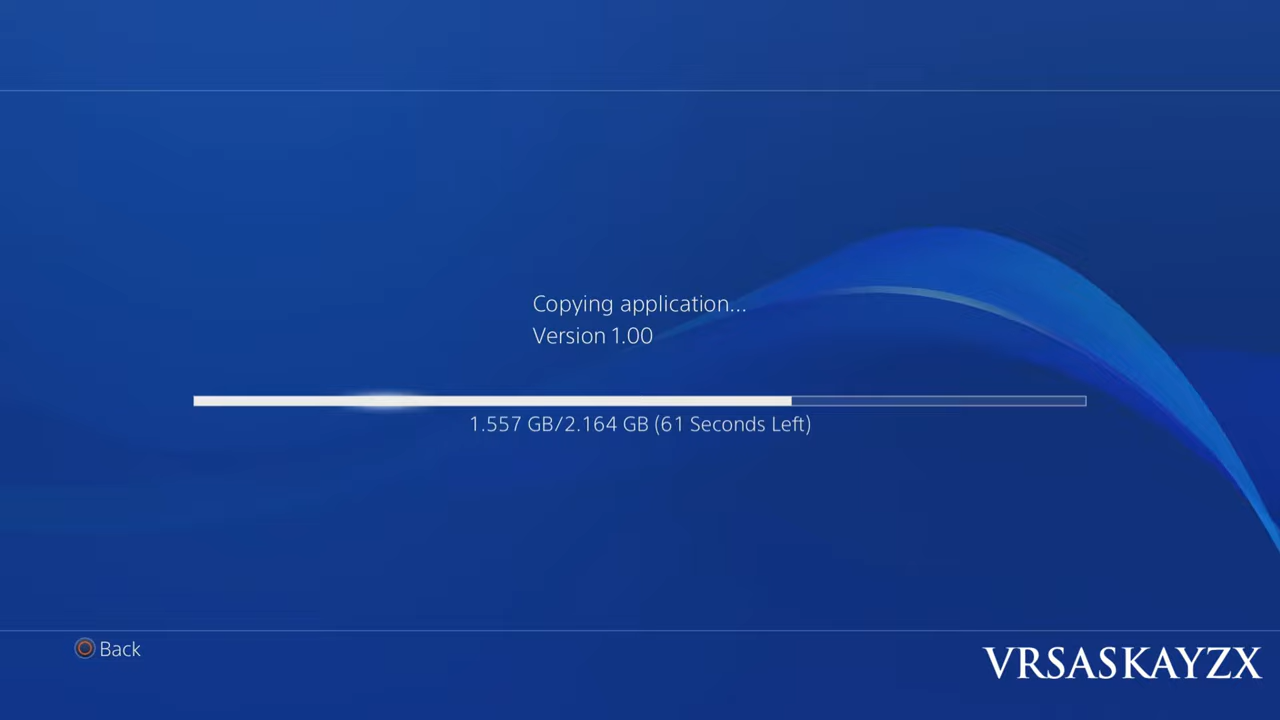 Copying application...
Version 1.00
1.557 GB/2.164 GB (61 Seconds Left)
Back
VRSASKAYZX